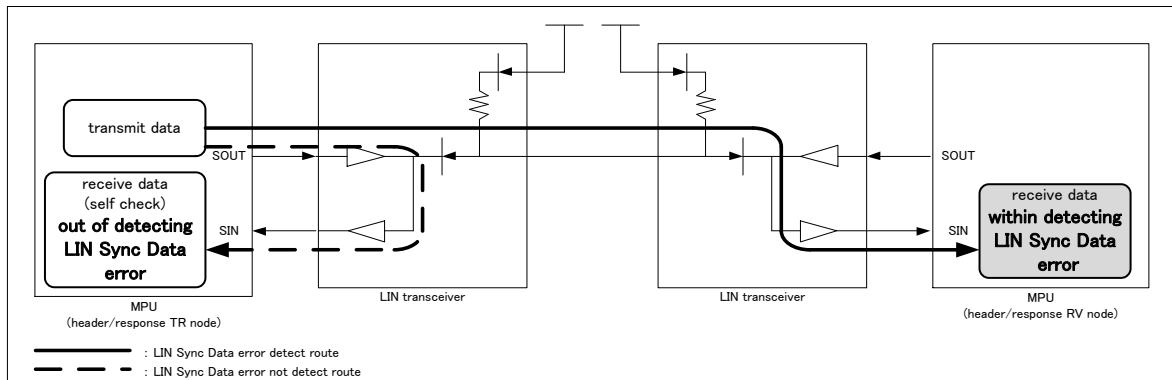 transmit data
SOUT
receive data
(self check)
out of detecting
LIN Sync Data
error
SIN
MPU
(header/response TR node)
LIN transceiver
LIN transceiver
SOUT
SIN
receive data
within detecting
LIN Sync Data
error
MPU
(header/response RV node)
: LIN Sync Data error detect route
: LIN Sync Data error not detect route